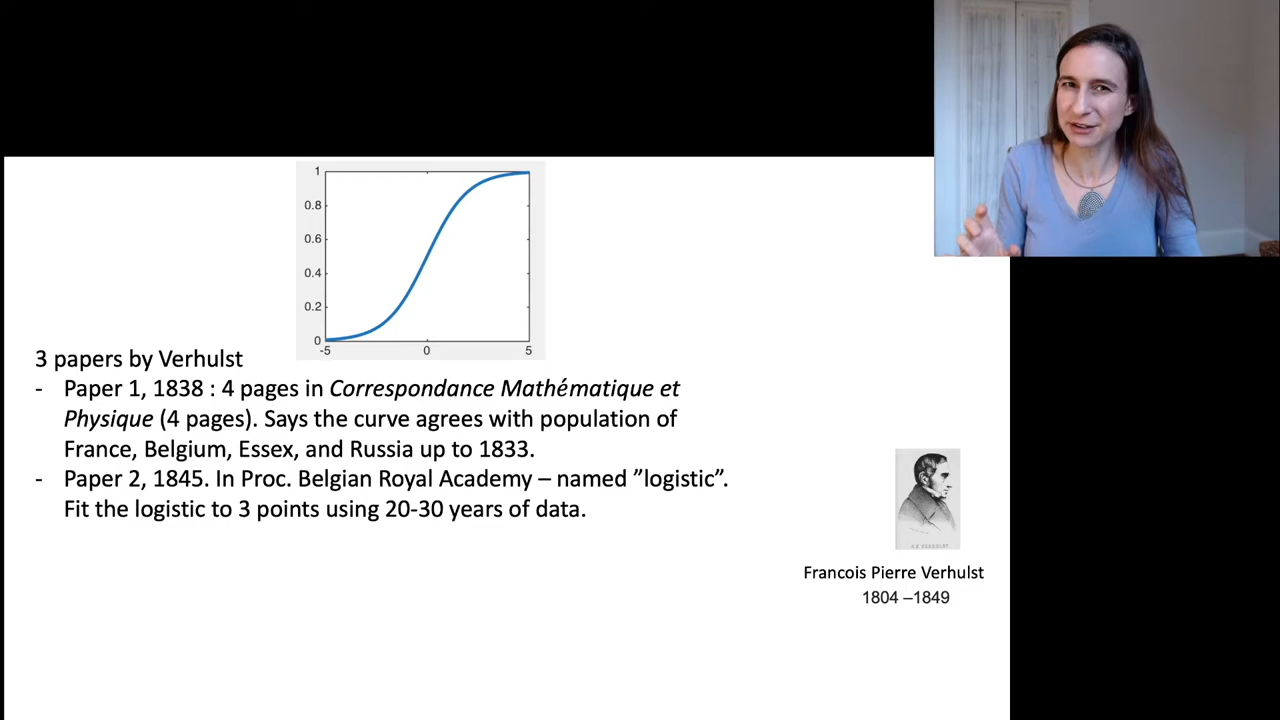 1
0.8
0.6
0.4
0.2
0
-5
0
5
3 papers by Verhulst
- Paper 1, 1838 : 4 pages in Correspondance Mathématique et
Physique (4 pages). Says the curve agrees with population of
France, Belgium, Essex, and Russia up to 1833.
- Paper 2, 1845. In Proc. Belgian Royal Academy – named ”logistic”.
Fit the logistic to 3 points using 20-30 years of data.
Francois Pierre Verhulst
1804 –1849